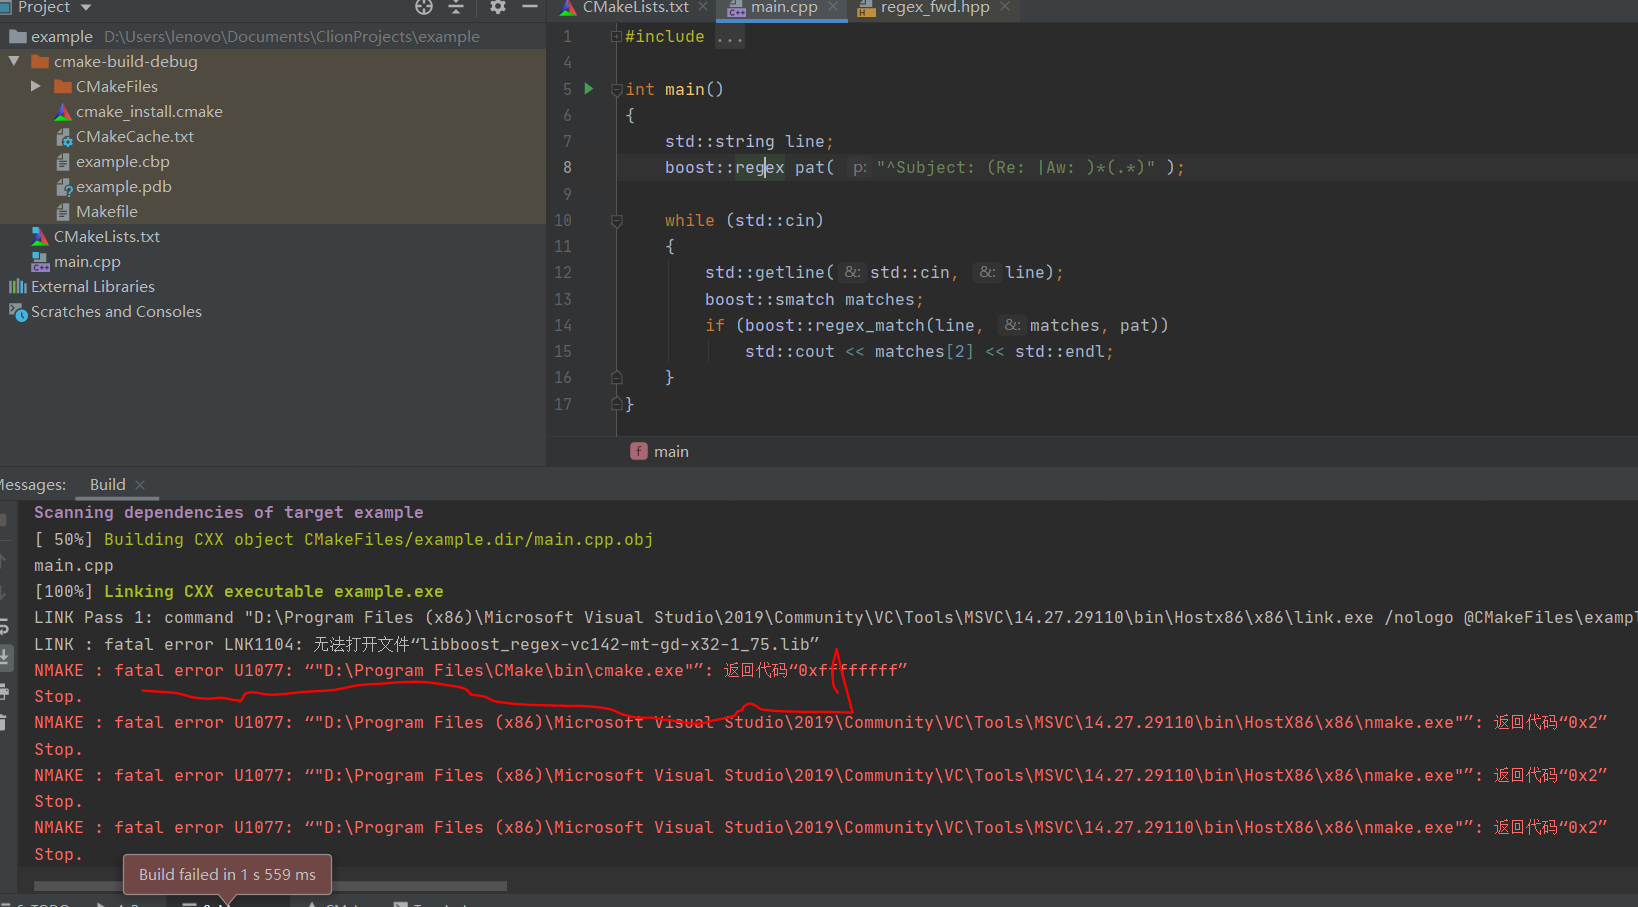 Project
CMakeLists.txt
main.cpp
regex_fwd.hpp
example D:\Users\lenovo\Documents\ClionProjects\example
cmake-build-debug
CMakeFiles
cmake_install.cmake
CMakeCache.txt
example.cbp
example.pdb
Makefile
CMakeLists.txt
main.cpp
External Libraries
Scratches and Consoles
1 #include ...
4
5 int main()
6 {
7 std::string line;
8 boost::regex pat( p: "^Subject: (Re: |Aw: )*(.*)" );
9
10 while (std::cin)
11 {
12 std::getline( &: std::cin, &: line);
13 boost::smatch matches;
14 if (boost::regex_match(line, &: matches, pat))
15 std::cout << matches[2] << std::endl;
16 }
17 }
f main
Messages: Build
Scanning dependencies of target example
[ 50%] Building CXX object CMakeFiles/example.dir/main.cpp.obj
main.cpp
[100%] Linking CXX executable example.exe
LINK Pass 1: command "D:\Program Files (x86)\Microsoft Visual Studio\2019\Community\VC\Tools\MSVC\14.27.29110\bin\Hostx86\x86\link.exe /nologo @CMakeFiles\exampl
LINK : fatal error LNK1104: 无法打开文件“libboost_regex-vc142-mt-gd-x32-1_75.lib”
NMAKE : fatal error U1077: “"D:\Program Files\CMake\bin\cmake.exe"”: 返回代码“0xffffffff”
Stop.
NMAKE : fatal error U1077: “"D:\Program Files (x86)\Microsoft Visual Studio\2019\Community\VC\Tools\MSVC\14.27.29110\bin\HostX86\x86\nmake.exe"”: 返回代码“0x2”
Stop.
NMAKE : fatal error U1077: “"D:\Program Files (x86)\Microsoft Visual Studio\2019\Community\VC\Tools\MSVC\14.27.29110\bin\HostX86\x86\nmake.exe"”: 返回代码“0x2”
Stop.
NMAKE : fatal error U1077: “"D:\Program Files (x86)\Microsoft Visual Studio\2019\Community\VC\Tools\MSVC\14.27.29110\bin\HostX86\x86\nmake.exe"”: 返回代码“0x2”
Stop.
Build failed in 1 s 559 ms